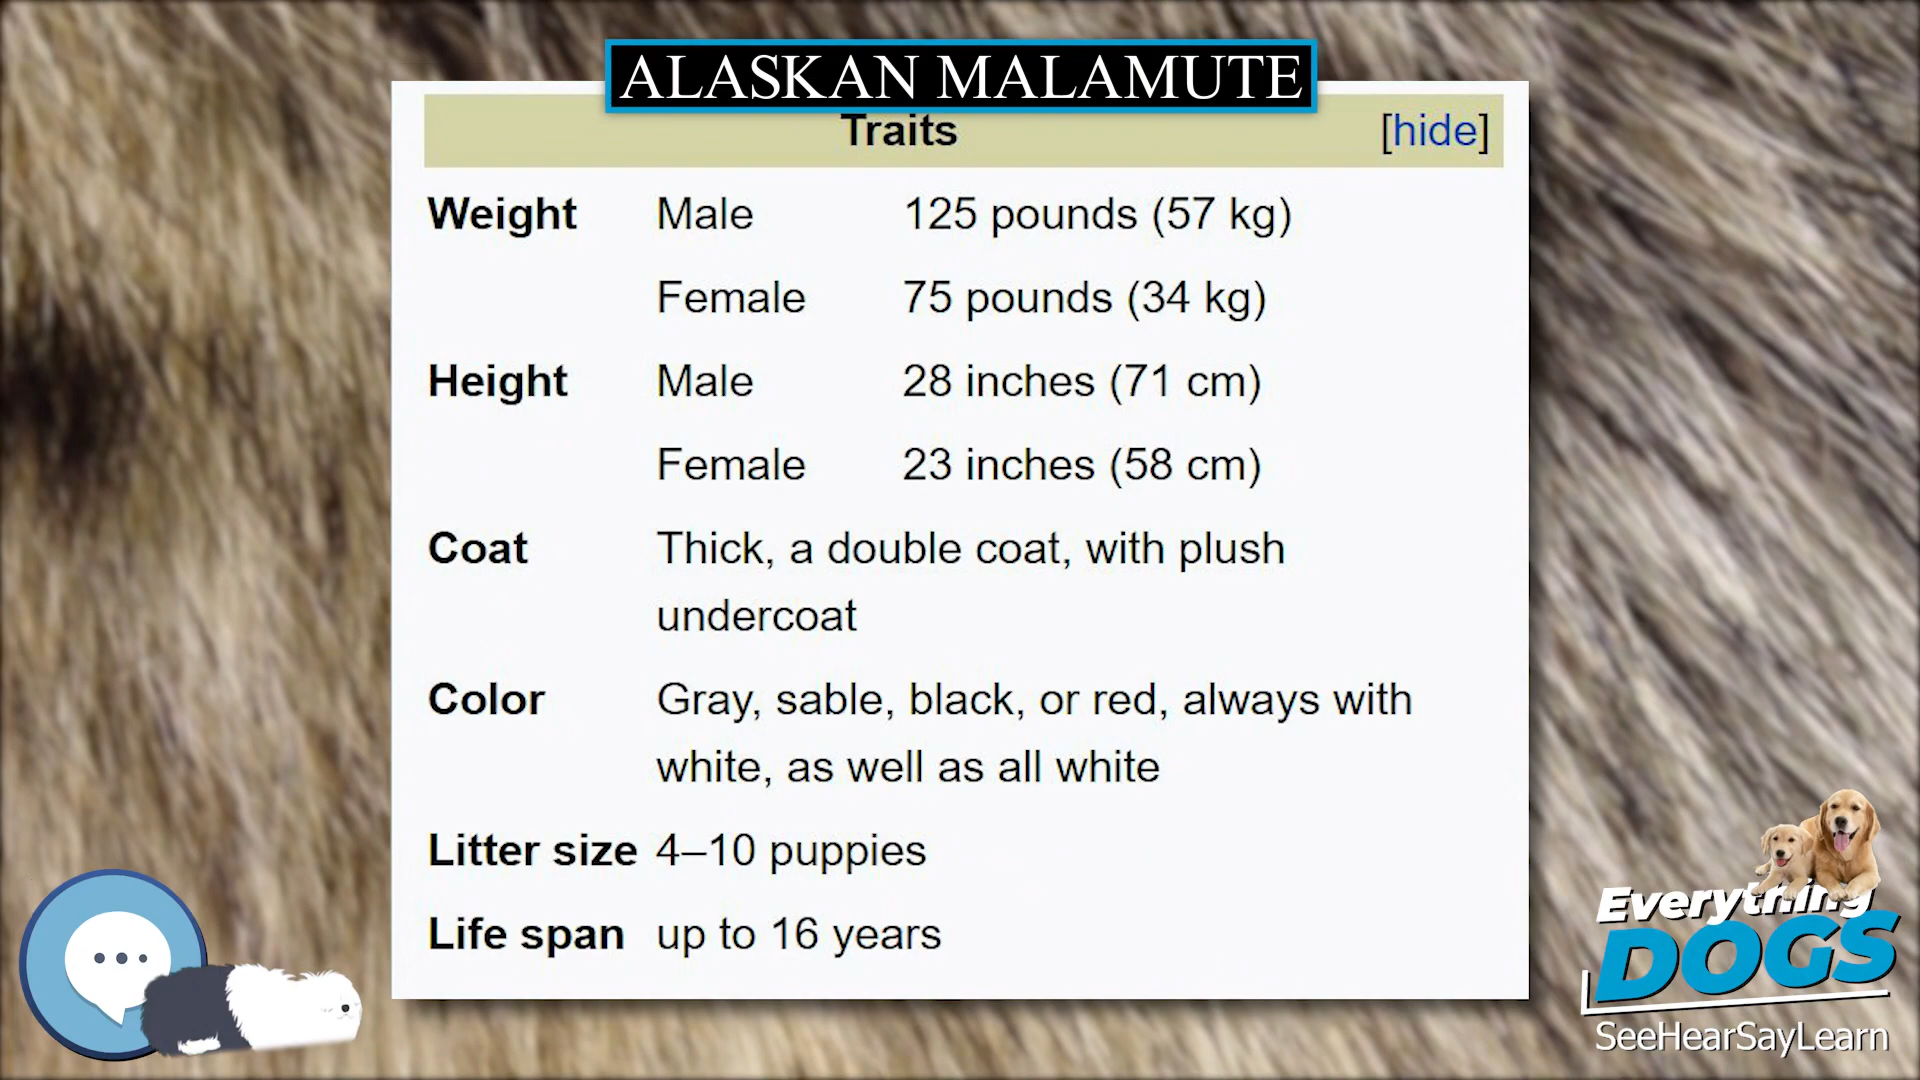 ALASKAN MALAMUTE
Traits [hide]
Weight Male 125 pounds (57 kg)
Female 75 pounds (34 kg)
Height Male 28 inches (71 cm)
Female 23 inches (58 cm)
Coat Thick, a double coat, with plush
undercoat
Color Gray, sable, black, or red, always with
white, as well as all white
Litter size 4–10 puppies
Life span up to 16 years
Everything
DOGS
SeeHearSayLearn